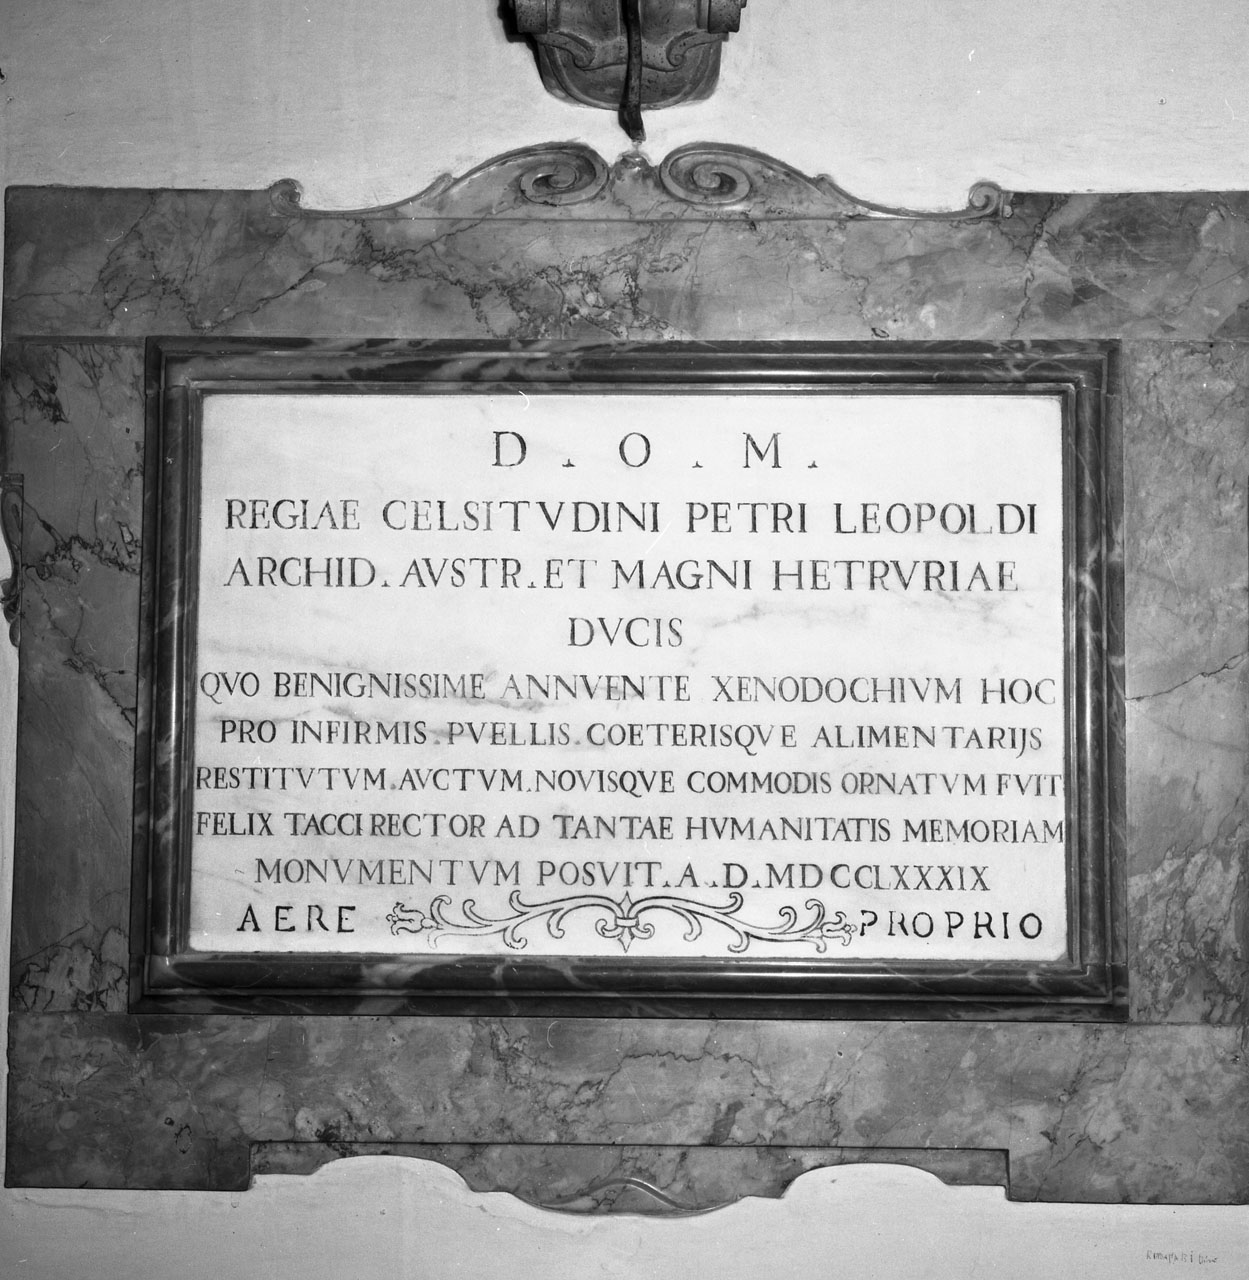 D . O . M .
REGIAE CELSITVDINI PETRI LEOPOLDI
ARCHID. AVSTR. ET MAGNI HETRVRIAE
DVCIS
QVO BENIGNISSIME ANNVENTE XENODOCHIVM HOC
PRO INFIRMIS. PVELLIS. COETERISQVE ALIMENTARIJS
RESTITVTVM. AVCTVM. NOVISQVE COMMODIS ORNATVM FVIT
FELIX TACCI RECTOR AD TANTAE HVMANITATIS MEMORIAM
MONVMENTVM POSVIT. A. D. MDCCLXXXIX
AERE PROPRIO